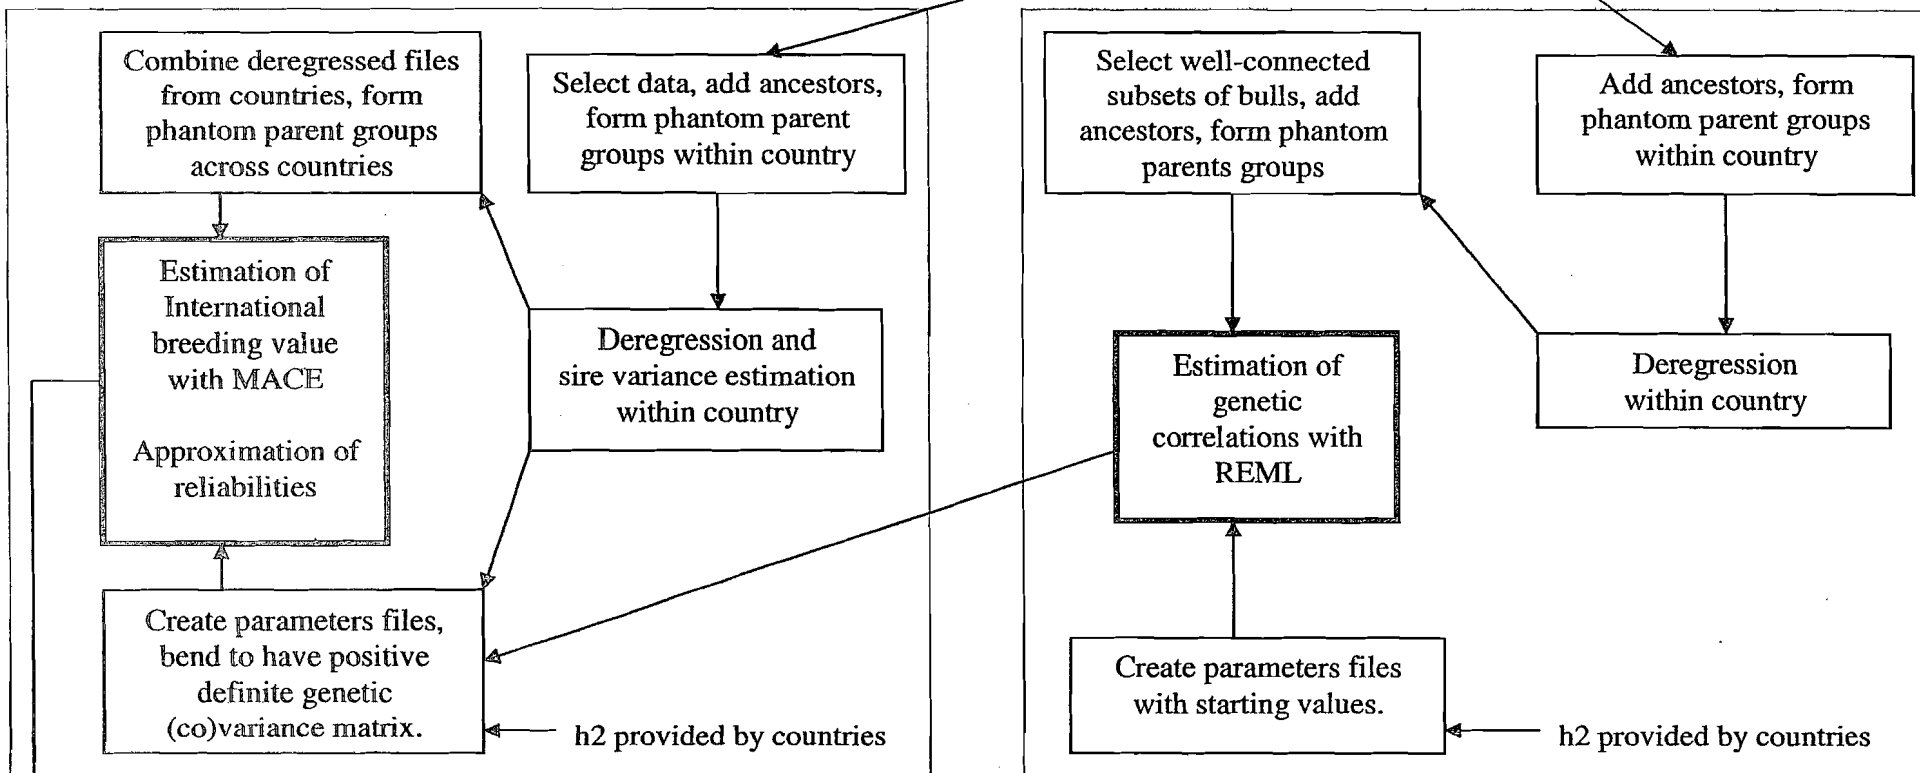 Combine deregressed files
from countries, form
phantom parent groups
across countries
Select data, add ancestors,
form phantom parent
groups within country
Estimation of
International
breeding value
with MACE
Approximation of
reliabilities
Deregression and
sire variance estimation
within country
Create parameters files,
bend to have positive
definite genetic
(co)variance matrix.
h2 provided by countries
Select well-connected
subsets of bulls, add
ancestors, form phantom
parents groups
Add ancestors, form
phantom parent groups
within country
Estimation of
genetic
correlations with
REML
Deregression
within country
Create parameters files
with starting values.
h2 provided by countries